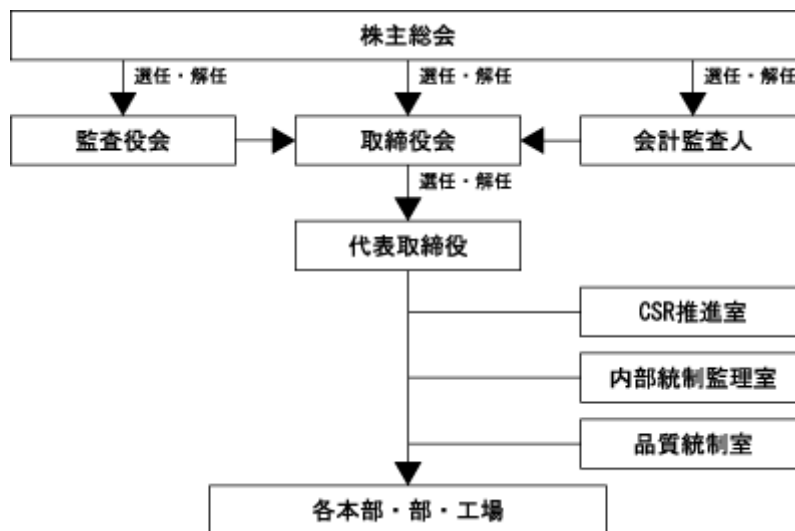 株主総会
選任・解任
選任・解任
選任・解任
監査役会
取締役会
会計監査人
選任・解任
代表取締役
CSR推進室
内部統制監理室
品質統制室
各本部・部・工場